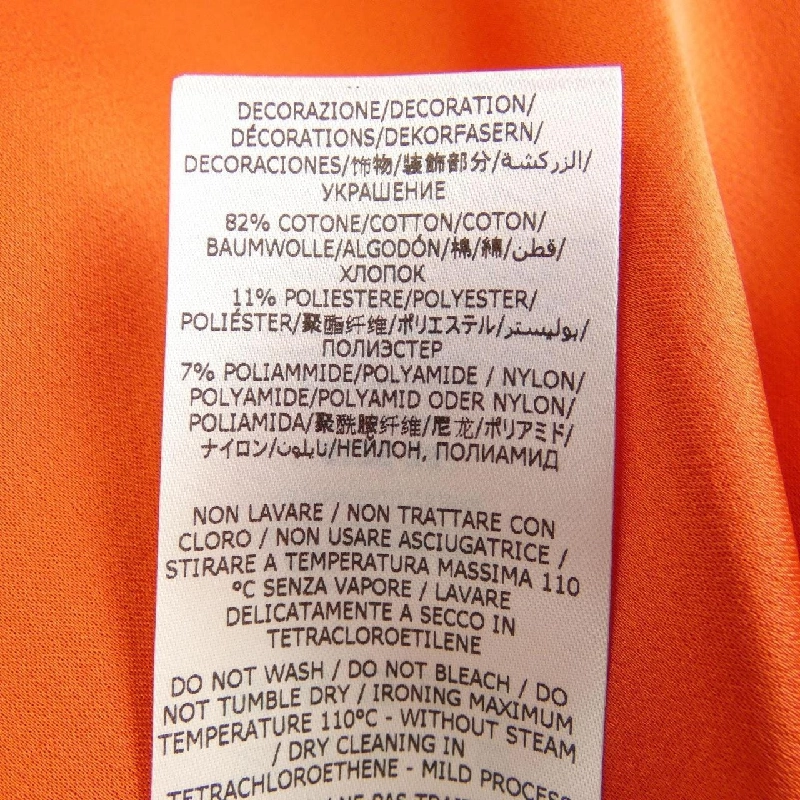 DECORAZIONE/DECORATION/
DÉCORATIONS/DEKORFASERN/
DECORACIONES/饰物/装飾部分/الزركشة/
УКРАШЕНИЕ
82% COTONE/COTTON/COTON/
BAUMWOLLE/ALGODÓN/棉/綿/قطن/
ХЛОПОК
11% POLIESTERE/POLYESTER/
POLIÉSTER/聚酯纤维/ポリエステル/بوليستر/
ПОЛИЭСТЕР
7% POLIAMMIDE/POLYAMIDE / NYLON/
POLYAMIDE/POLYAMID ODER NYLON/
POLIAMIDA/聚酰胺纤维/尼龙/ポリアミド/
ナイロン/نايلون/НЕЙЛОН, ПОЛИАМИД
NON LAVARE / NON TRATTARE CON
CLORO / NON USARE ASCIUGATRICE /
STIRARE A TEMPERATURA MASSIMA 110
ºC SENZA VAPORE / LAVARE
DELICATAMENTE A SECCO IN
TETRACLOROETILENE
DO NOT WASH / DO NOT BLEACH / DO
NOT TUMBLE DRY / IRONING MAXIMUM
TEMPERATURE 110ºC - WITHOUT STEAM
/ DRY CLEANING IN
TETRACHLOROETHENE - MILD PROCESS